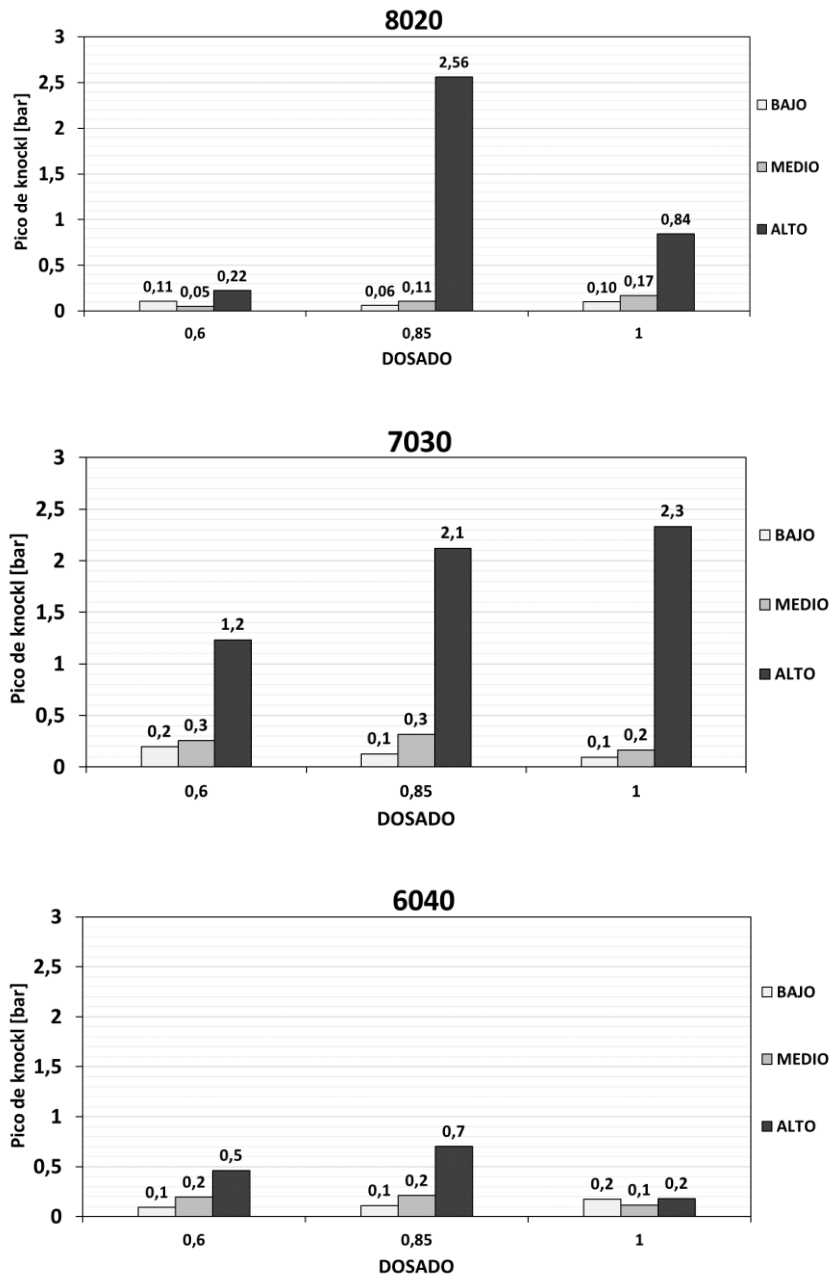 8020
3
2,5
2
1,5
1
0,5
0
Pico de knockl [bar]
0,11 0,05 0,22
0,06 0,11 2,56
0,10 0,17 0,84
0,6 0,85 1
DOSADO
BAJO
MEDIO
ALTO
7030
3
2,5
2
1,5
1
0,5
0
Pico de knockl [bar]
0,2 0,3 1,2
0,1 0,3 2,1
0,1 0,2 2,3
0,6 0,85 1
DOSADO
BAJO
MEDIO
ALTO
6040
3
2,5
2
1,5
1
0,5
0
Pico de knockl [bar]
0,1 0,2 0,5
0,1 0,2 0,7
0,2 0,1 0,2
0,6 0,85 1
DOSADO
BAJO
MEDIO
ALTO